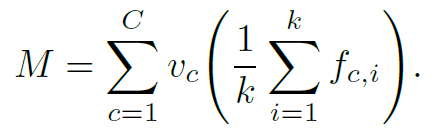 M = \sum_{c=1}^{C} v_c \left( \frac{1}{k} \sum_{i=1}^{k} f_{c,i} \right).